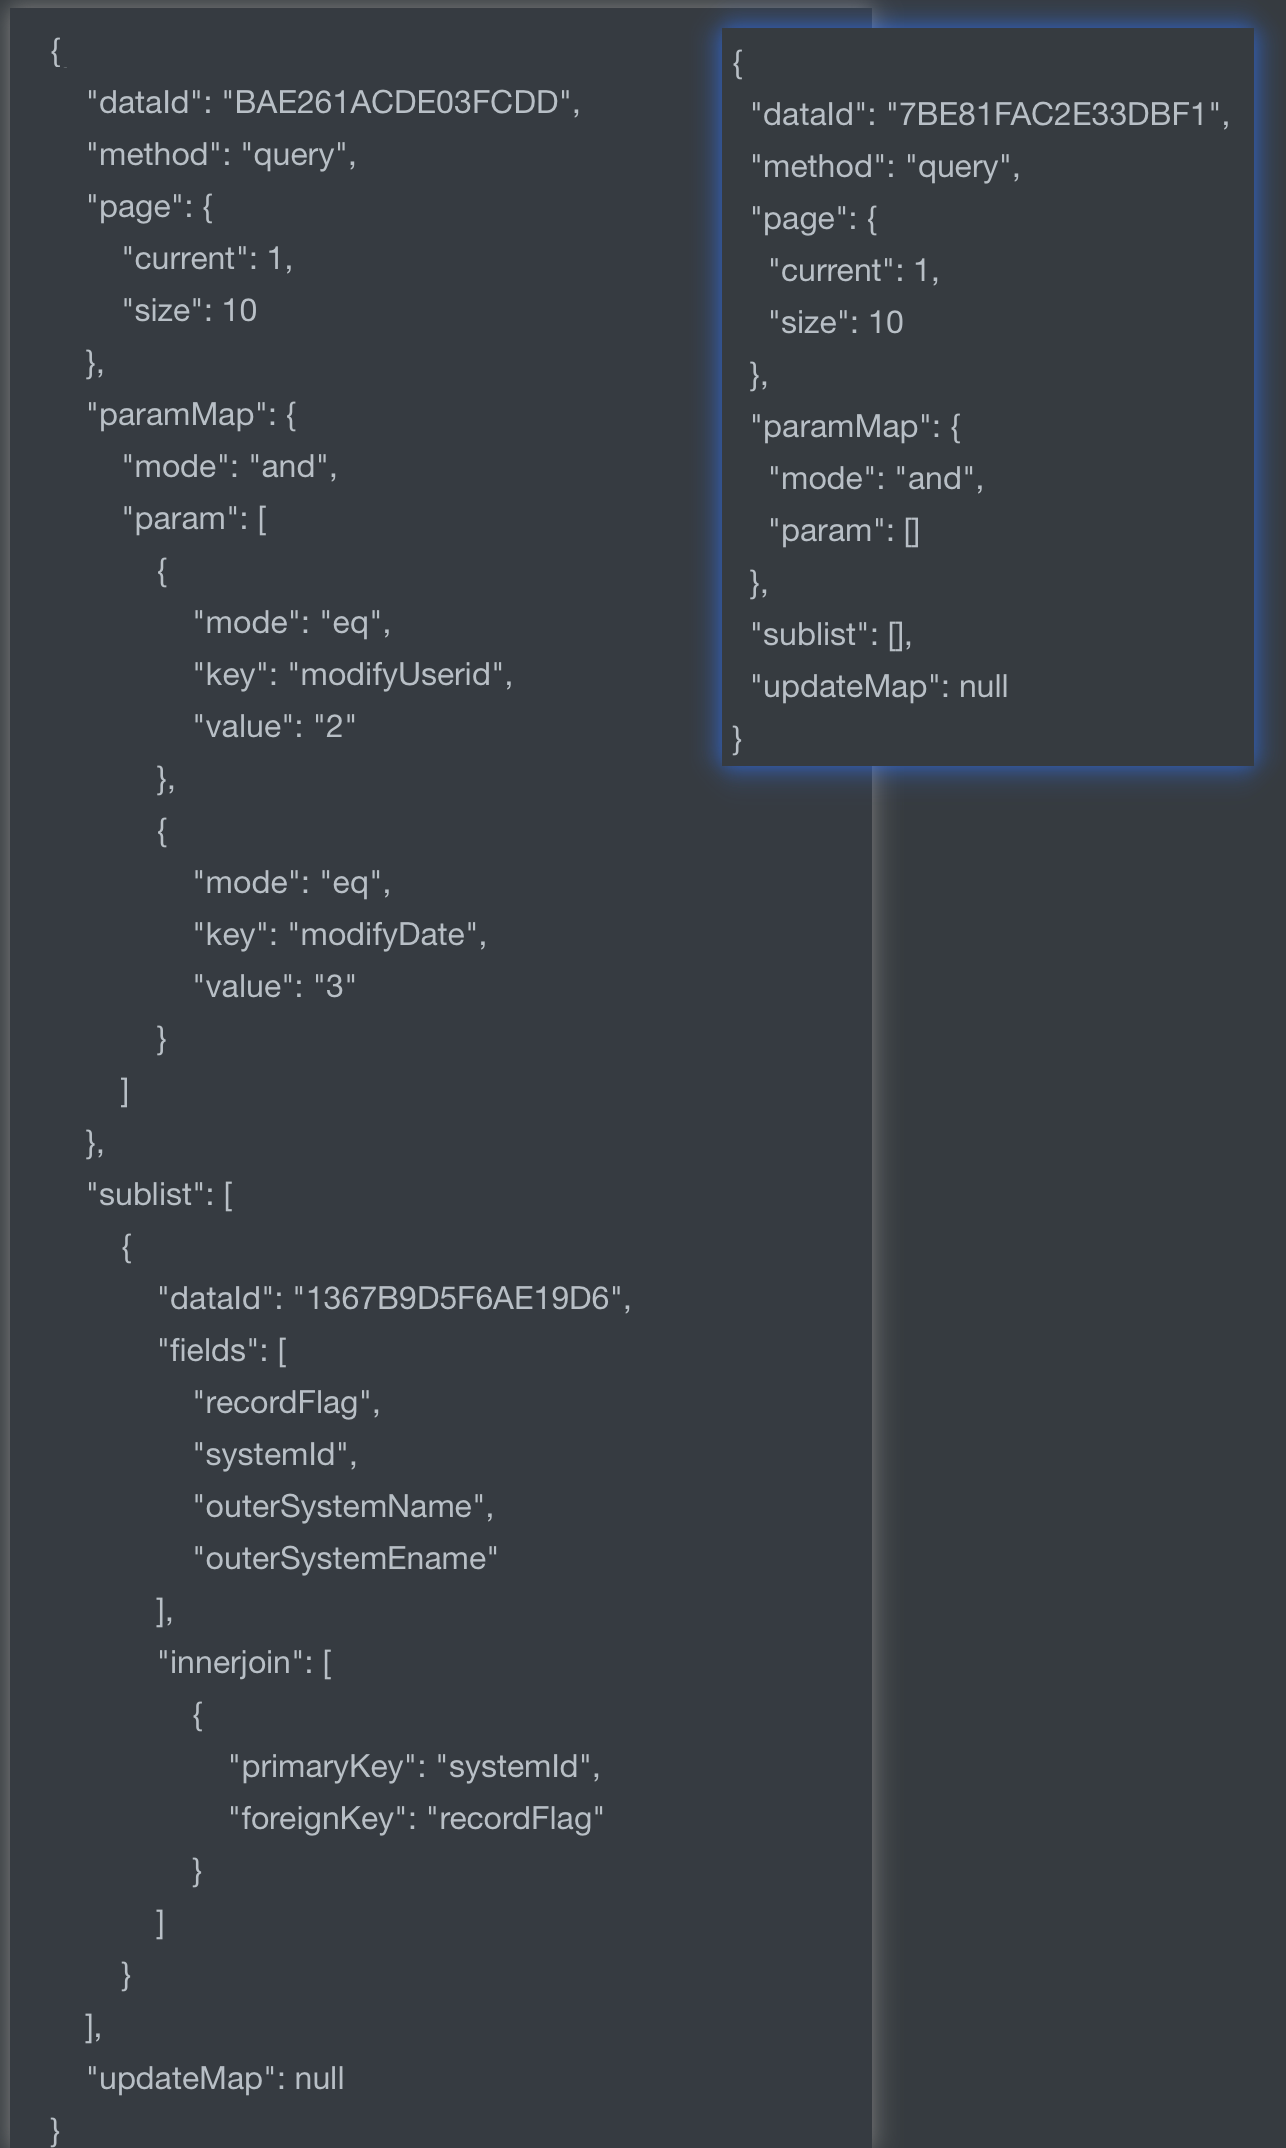 {
"dataId": "BAE261ACDE03FCDD",
"method": "query",
"page": {
"current": 1,
"size": 10
},
"paramMap": {
"mode": "and",
"param": [
{
"mode": "eq",
"key": "modifyUserid",
"value": "2"
},
{
"mode": "eq",
"key": "modifyDate",
"value": "3"
}
]
},
"sublist": [
{
"dataId": "1367B9D5F6AE19D6",
"fields": [
"recordFlag",
"systemId",
"outerSystemName",
"outerSystemEname"
],
"innerjoin": [
{
"primaryKey": "systemId",
"foreignKey": "recordFlag"
}
]
}
],
"updateMap": null
}
{
"dataId": "7BE81FAC2E33DBF1",
"method": "query",
"page": {
"current": 1,
"size": 10
},
"paramMap": {
"mode": "and",
"param": []
},
"sublist": [],
"updateMap": null
}